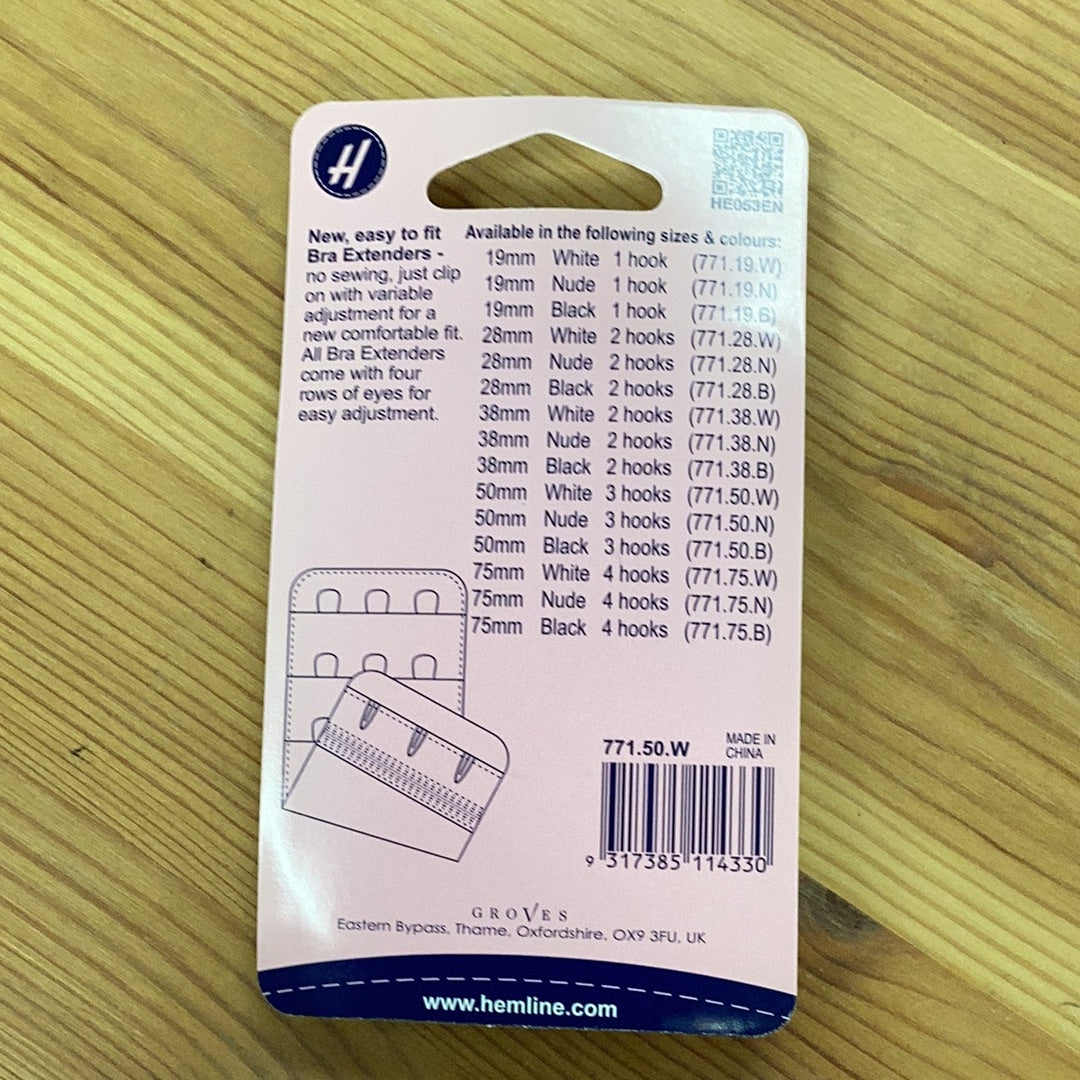 H
HE053EN
New, easy to fit
Bra Extenders -
no sewing, just clip
on with variable
adjustment for a
new comfortable fit.
All Bra Extenders
come with four
rows of eyes for
easy adjustment.
Available in the following sizes & colours:
19mm White 1 hook (771.19.W)
19mm Nude 1 hook (771.19.N)
19mm Black 1 hook (771.19.B)
28mm White 2 hooks (771.28.W)
28mm Nude 2 hooks (771.28.N)
28mm Black 2 hooks (771.28.B)
38mm White 2 hooks (771.38.W)
38mm Nude 2 hooks (771.38.N)
38mm Black 2 hooks (771.38.B)
50mm White 3 hooks (771.50.W)
50mm Nude 3 hooks (771.50.N)
50mm Black 3 hooks (771.50.B)
75mm White 4 hooks (771.75.W)
75mm Nude 4 hooks (771.75.N)
75mm Black 4 hooks (771.75.B)
771.50.W
MADE IN
CHINA
9 317385 114330
GROVES
Eastern Bypass, Thame, Oxfordshire, OX9 3FU, UK
www.hemline.com